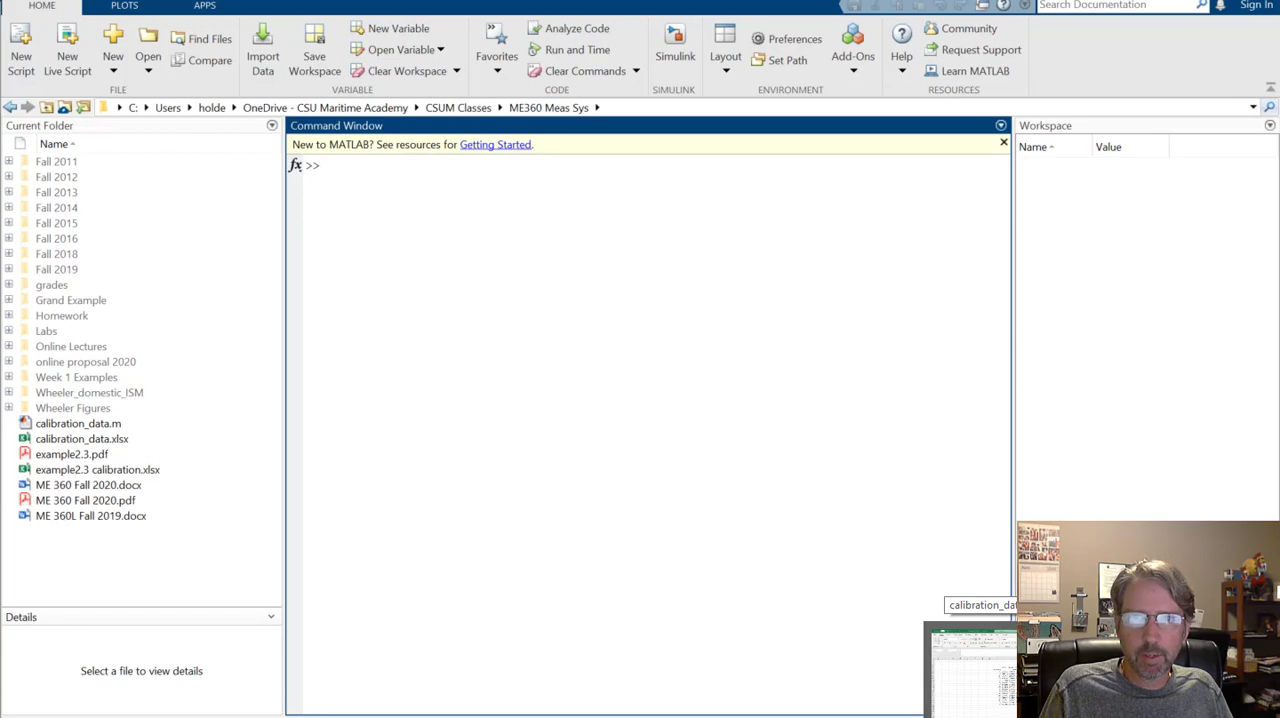 HOME PLOTS APPS Search Documentation Sign In
New Script New Live Script New Open Find Files Compare Import Data Save Workspace New Variable Open Variable Clear Workspace Favorites Analyze Code Run and Time Clear Commands Simulink Layout Preferences Set Path Add-Ons Help Community Request Support Learn MATLAB
FILE VARIABLE CODE SIMULINK ENVIRONMENT RESOURCES
C: Users holde OneDrive - CSU Maritime Academy CSUM Classes ME360 Meas Sys
Current Folder
Name
Fall 2011
Fall 2012
Fall 2013
Fall 2014
Fall 2015
Fall 2016
Fall 2018
Fall 2019
grades
Grand Example
Homework
Labs
Online Lectures
online proposal 2020
Week 1 Examples
Wheeler_domestic_ISM
Wheeler Figures
calibration_data.m
calibration_data.xlsx
example2.3.pdf
example2.3 calibration.xlsx
ME 360 Fall 2020.docx
ME 360 Fall 2020.pdf
ME 360L Fall 2019.docx
Details
Select a file to view details
Command Window
New to MATLAB? See resources for Getting Started.
fx >>
Workspace
Name Value